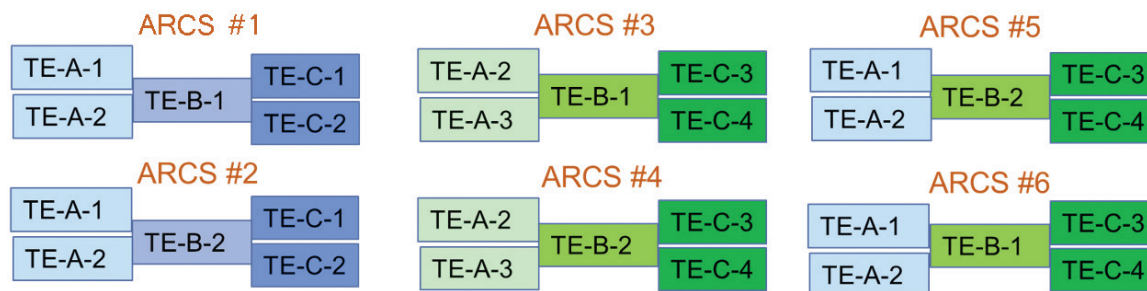 ARCS #1
TE-A-1
TE-A-2
TE-B-1
TE-C-1
TE-C-2
ARCS #2
TE-A-1
TE-A-2
TE-B-2
TE-C-1
TE-C-2
ARCS #3
TE-A-2
TE-A-3
TE-B-1
TE-C-3
TE-C-4
ARCS #4
TE-A-2
TE-A-3
TE-B-2
TE-C-3
TE-C-4
ARCS #5
TE-A-1
TE-A-2
TE-B-2
TE-C-3
TE-C-4
ARCS #6
TE-A-1
TE-A-2
TE-B-1
TE-C-3
TE-C-4